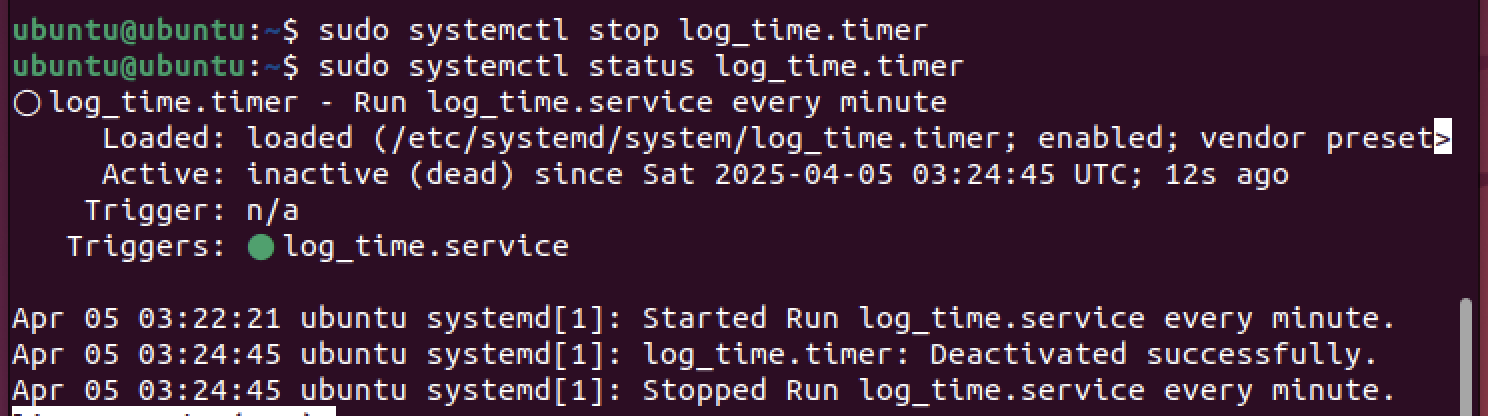 ubuntu@ubuntu:~$ sudo systemctl stop log_time.timer
ubuntu@ubuntu:~$ sudo systemctl status log_time.timer
○ log_time.timer - Run log_time.service every minute
Loaded: loaded (/etc/systemd/system/log_time.timer; enabled; vendor preset>
Active: inactive (dead) since Sat 2025-04-05 03:24:45 UTC; 12s ago
Trigger: n/a
Triggers: ● log_time.service
Apr 05 03:22:21 ubuntu systemd[1]: Started Run log_time.service every minute.
Apr 05 03:24:45 ubuntu systemd[1]: log_time.timer: Deactivated successfully.
Apr 05 03:24:45 ubuntu systemd[1]: Stopped Run log_time.service every minute.